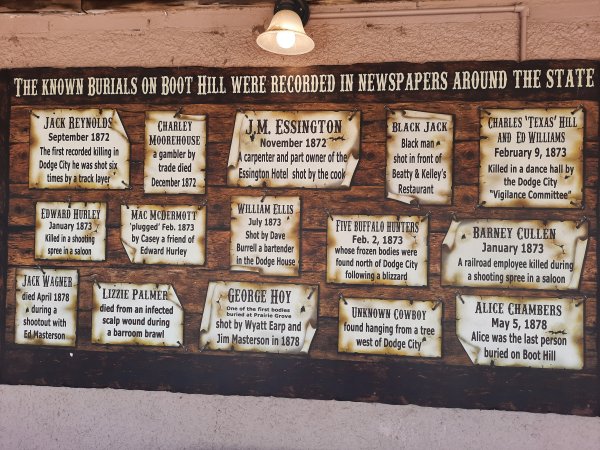 THE KNOWN BURIALS ON BOOT HILL WERE RECORDED IN NEWSPAPERS AROUND THE STATE
JACK REYNOLDS
September 1872
The first recorded killing in
Dodge City he was shot six
times by a track layer
CHARLEY
MOOREHOUSE
a gambler by
trade died
December 1872
J.M. ESSINGTON
November 1872
A carpenter and part owner of the
Essington Hotel shot by the cook
BLACK JACK
Black man
shot in front of
Beatty & Kelley's
Restaurant
CHARLES 'TEXAS' HILL
AND ED WILLIAMS
February 9, 1873
Killed in a dance hall by
the Dodge City
"Vigilance Committee"
EDWARD HURLEY
January 1873
Killed in a shooting
spree in a saloon
MAC MCDERMOTT
'plugged' Feb. 1873
by Casey a friend of
Edward Hurley
WILLIAM ELLIS
July 1873
Shot by Dave
Burrell a bartender
in the Dodge House
FIVE BUFFALO HUNTERS
Feb. 2, 1873
whose frozen bodies were
found north of Dodge City
following a blizzard
BARNEY CULLEN
January 1873
A railroad employee killed during
a shooting spree in a saloon
JACK WAGNER
died April 1878
during a
shootout with
Ed Masterson
LIZZIE PALMER
died from an infected
scalp wound during
a barroom brawl
GEORGE HOY
One of the first bodies
buried at Prairie Grove
shot by Wyatt Earp and
Jim Masterson in 1878
UNKNOWN COWBOY
found hanging from a tree
west of Dodge City
ALICE CHAMBERS
May 5, 1878
Alice was the last person
buried on Boot Hill